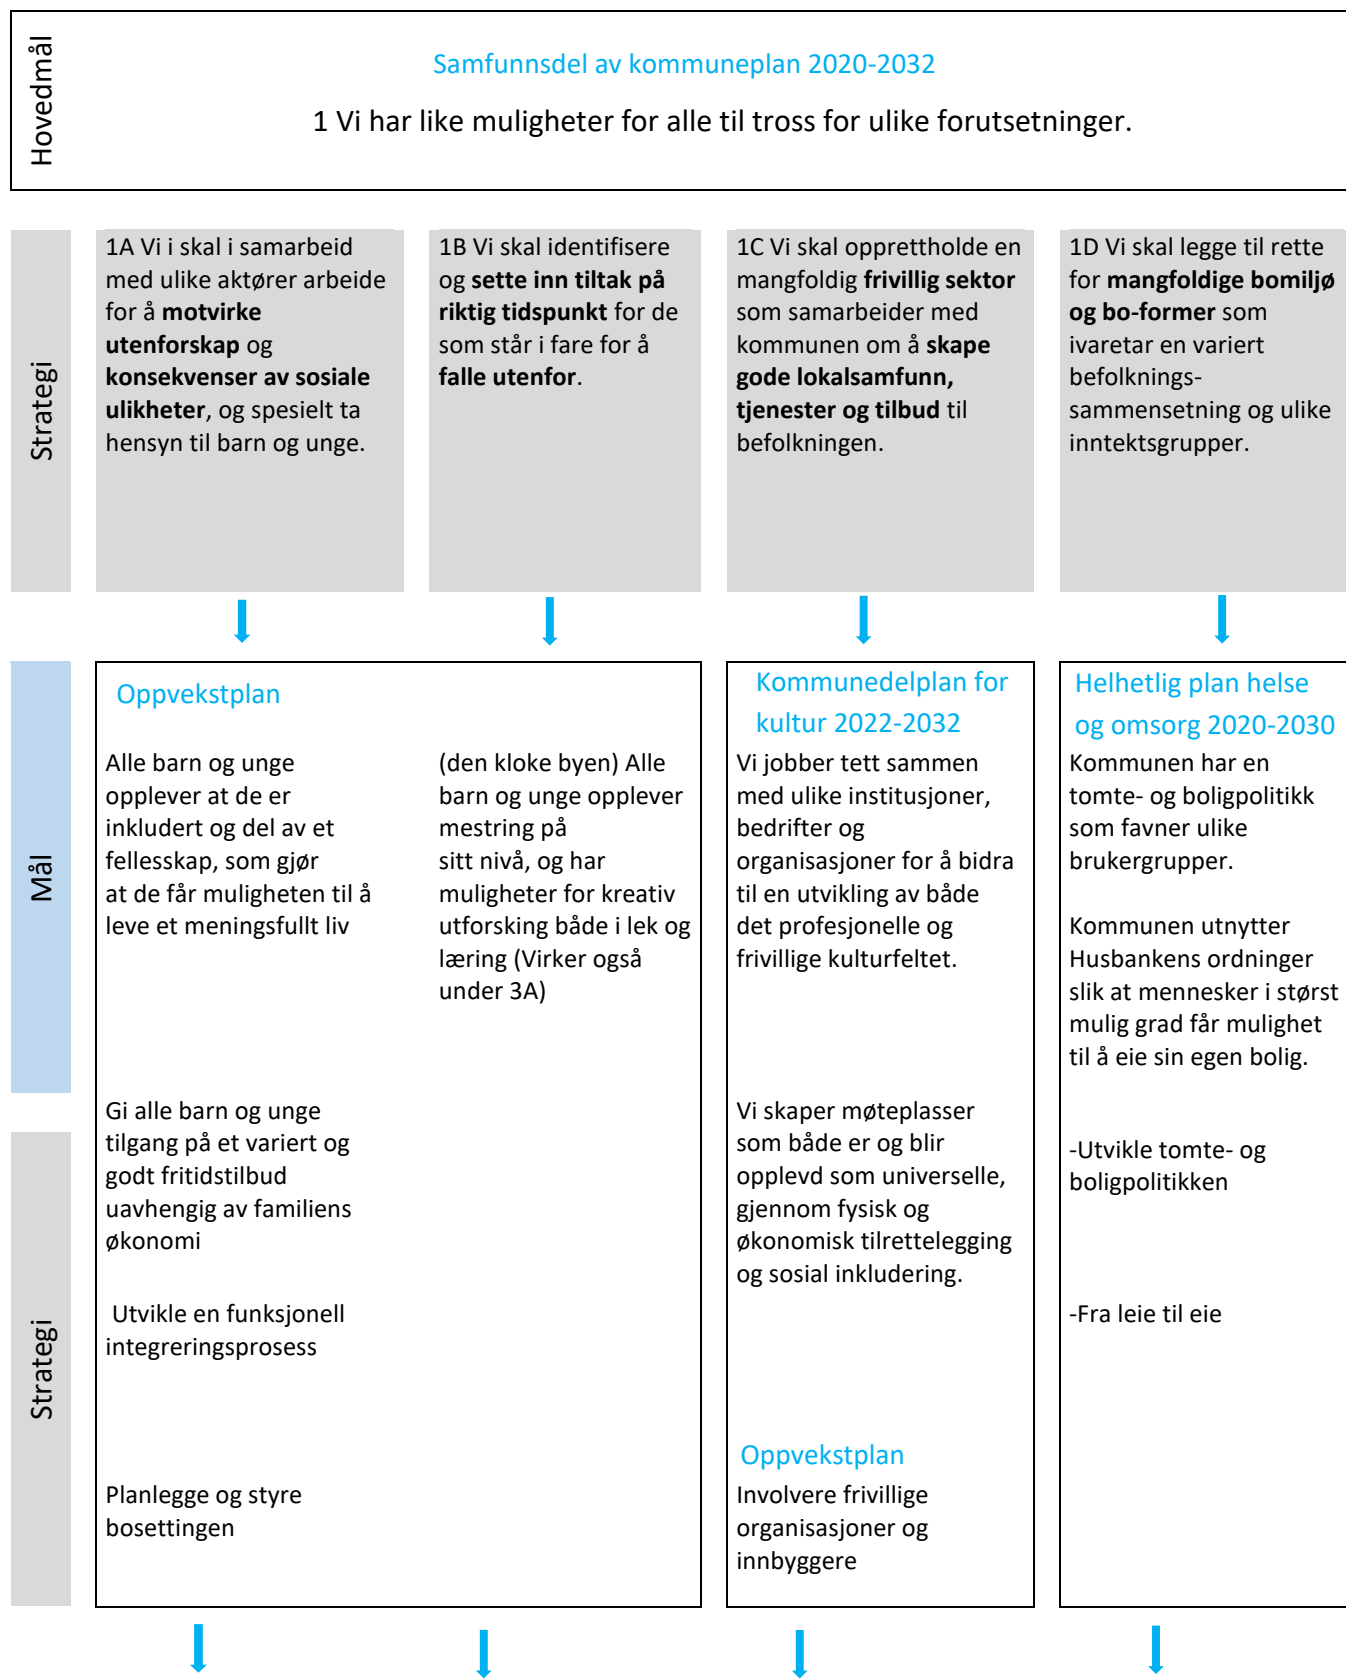 Hovedmål
Samfunnsdel av kommuneplan 2020-2032
1 Vi har like muligheter for alle til tross for ulike forutsetninger.
Strategi
1A Vi i skal i samarbeid
med ulike aktører arbeide
for å motvirke
utenforskap og
konsekvenser av sosiale
ulikheter, og spesielt ta
hensyn til barn og unge.
1B Vi skal identifisere
og sette inn tiltak på
riktig tidspunkt for de
som står i fare for å
falle utenfor.
1C Vi skal opprettholde en
mangfoldig frivillig sektor
som samarbeider med
kommunen om å skape
gode lokalsamfunn,
tjenester og tilbud til
befolkningen.
1D Vi skal legge til rette
for mangfoldige bomiljø
og bo-former som
ivaretar en variert
befolknings-
sammensetning og ulike
inntektsgrupper.
Mål
Strategi
Oppvekstplan
Alle barn og unge
opplever at de er
inkludert og del av et
fellesskap, som gjør
at de får muligheten til å
leve et meningsfullt liv
Gi alle barn og unge
tilgang på et variert og
godt fritidstilbud
uavhengig av familiens
økonomi
Utvikle en funksjonell
integreringsprosess
Planlegge og styre
bosettingen
(den kloke byen) Alle
barn og unge opplever
mestring på
sitt nivå, og har
muligheter for kreativ
utforsking både i lek og
læring (Virker også
under 3A)
Kommunedelplan for
kultur 2022-2032
Vi jobber tett sammen
med ulike institusjoner,
bedrifter og
organisasjoner for å bidra
til en utvikling av både
det profesjonelle og
frivillige kulturfeltet.
Vi skaper møteplasser
som både er og blir
opplevd som universelle,
gjennom fysisk og
økonomisk tilrettelegging
og sosial inkludering.
Oppvekstplan
Involvere frivillige
organisasjoner og
innbyggere
Helhetlig plan helse
og omsorg 2020-2030
Kommunen har en
tomte- og boligpolitikk
som favner ulike
brukergrupper.
Kommunen utnytter
Husbankens ordninger
slik at mennesker i størst
mulig grad får mulighet
til å eie sin egen bolig.
-Utvikle tomte- og
boligpolitikken
-Fra leie til eie